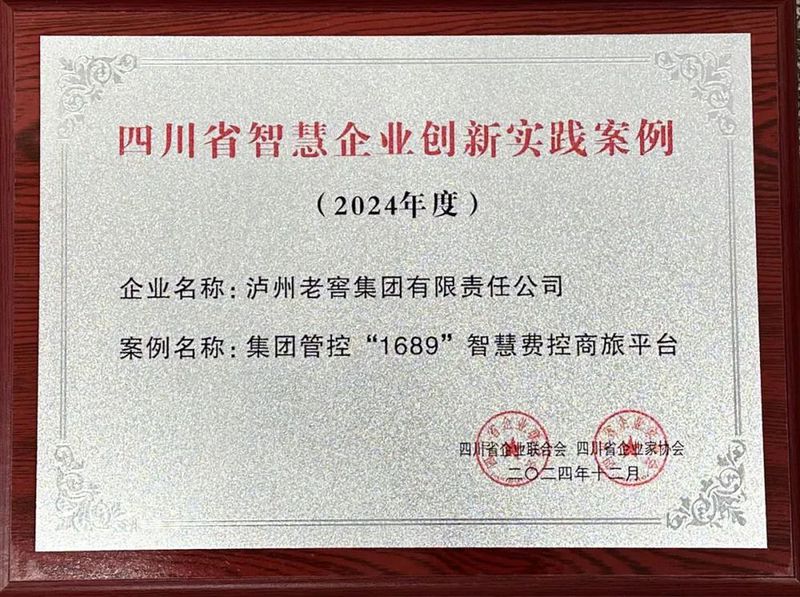 四川省智慧企业创新实践案例
（2024年度）
企业名称：泸州老窖集团有限责任公司
案例名称：集团管控“1689”智慧费控商旅平台
四川省企业联合会 四川省企业家协会
二〇二四年十二月